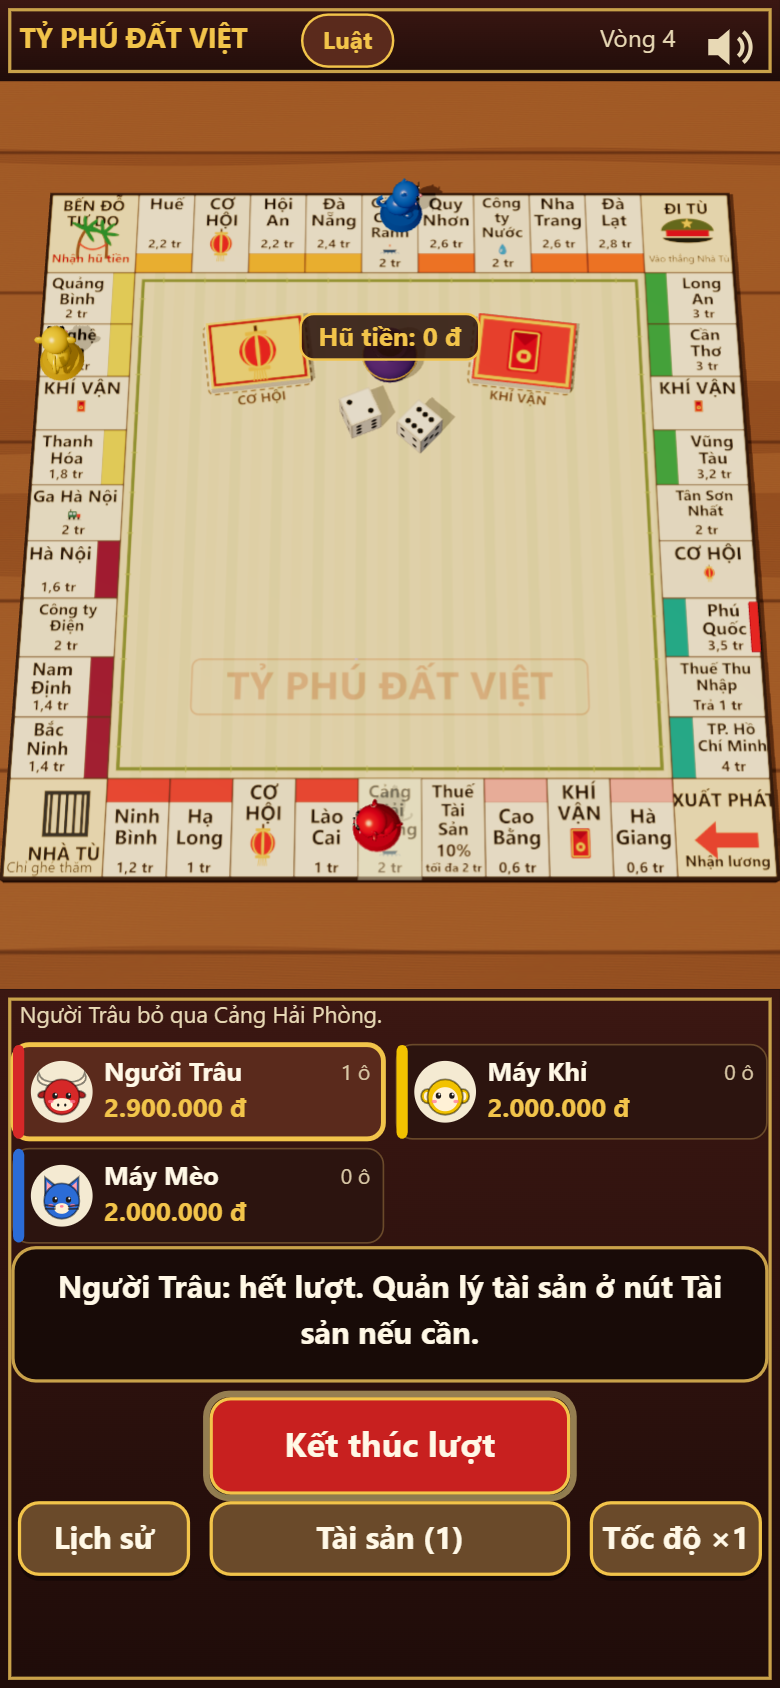 TỶ PHÚ ĐẤT VIỆT
Luật
Vòng 4
BẾN ĐỖ
TỰ DO
Nhận hũ tiền
Huế
2,2 tr
CƠ
HỘI
Hội
An
2,2 tr
Đà
Nẵng
2,4 tr
Ranh
2 tr
Quy
Nhơn
2,6 tr
Công
ty
Nước
2 tr
Nha
Trang
2,6 tr
Đà
Lạt
2,8 tr
ĐI TÙ
Vào thẳng Nhà Tù
Quảng
Bình
2 tr
KHÍ VẬN
Thanh
Hóa
1,8 tr
Ga Hà Nội
2 tr
Hà Nội
1,6 tr
Công ty
Điện
2 tr
Nam
Định
1,4 tr
Bắc
Ninh
1,4 tr
Hũ tiền: 0 đ
CƠ HỘI
KHÍ VẬN
TỶ PHÚ ĐẤT VIỆT
Long
An
3 tr
Cần
Thơ
3 tr
KHÍ VẬN
Vũng
Tàu
3,2 tr
Tân Sơn
Nhất
2 tr
CƠ HỘI
Phú
Quốc
3,5 tr
Thuế Thu
Nhập
Trả 1 tr
TP. Hồ
Chí Minh
4 tr
NHÀ TÙ
Chỉ ghé thăm
Ninh
Bình
1,2 tr
Hạ
Long
1 tr
CƠ
HỘI
Lào
Cai
1 tr
Cảng
2 tr
Thuế
Tài
Sản
10%
tối đa 2 tr
Cao
Bằng
0,6 tr
KHÍ
VẬN
Hà
Giang
0,6 tr
XUẤT PHÁT
Nhận lương
Người Trâu bỏ qua Cảng Hải Phòng.
Người Trâu
1 ô
2.900.000 đ
Máy Khỉ
0 ô
2.000.000 đ
Máy Mèo
0 ô
2.000.000 đ
Người Trâu: hết lượt. Quản lý tài sản ở nút Tài
sản nếu cần.
Kết thúc lượt
Lịch sử
Tài sản (1)
Tốc độ ×1